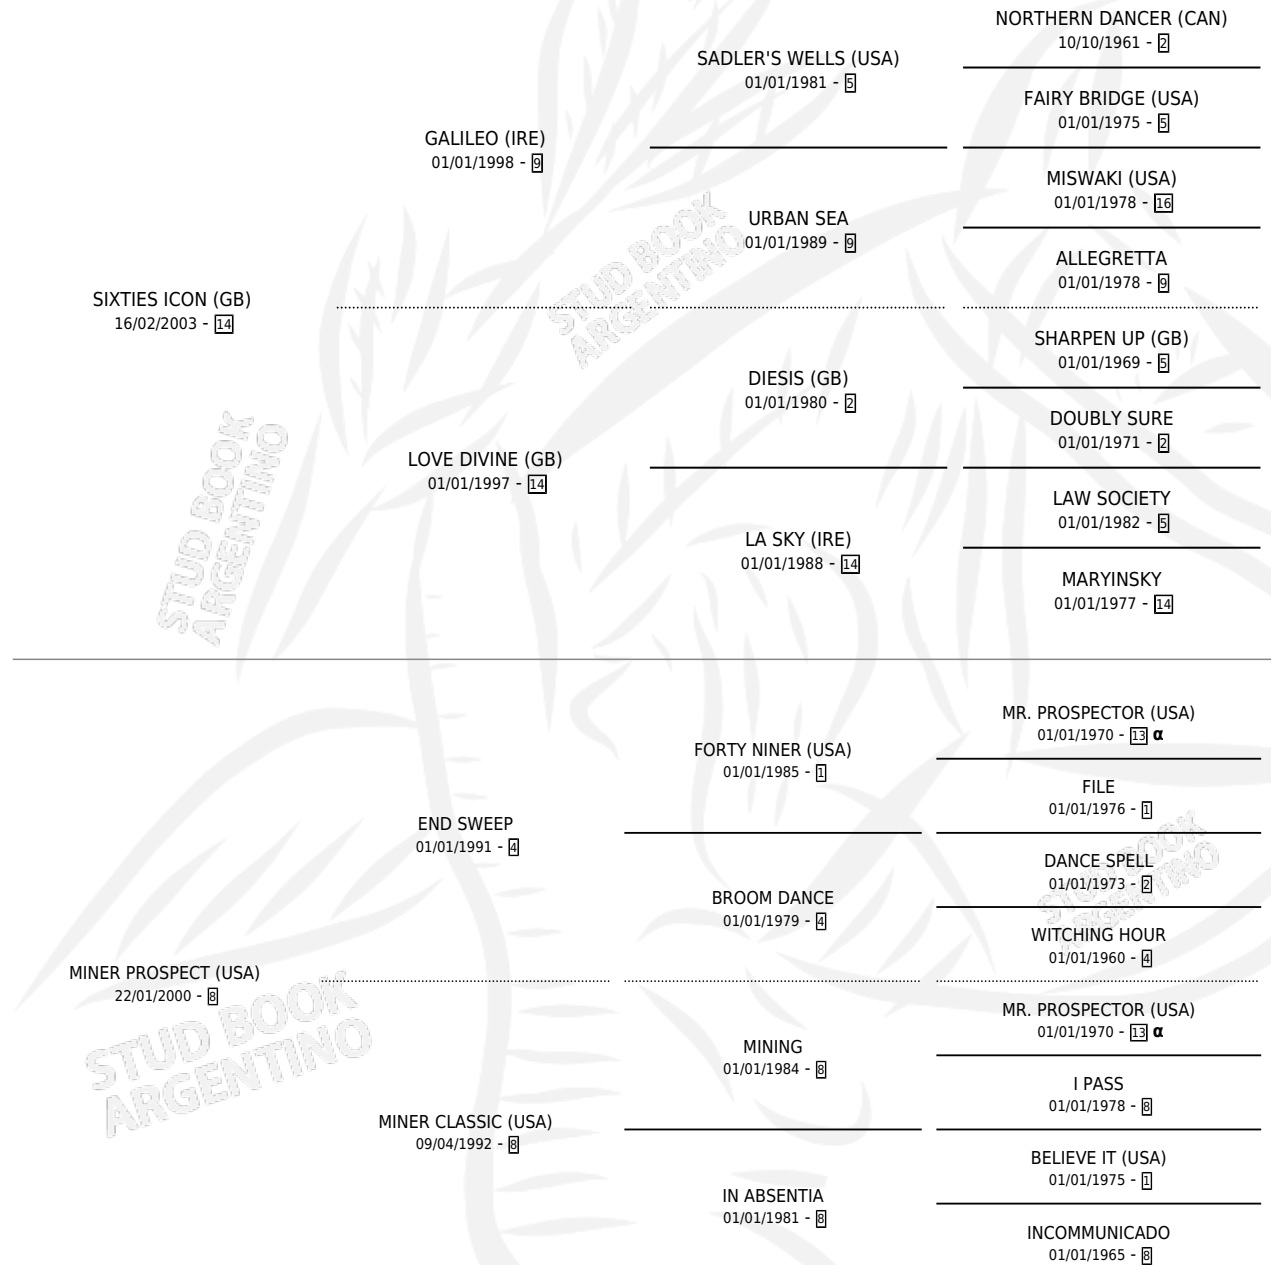 NORTHERN DANCER (CAN)
10/10/1961 - 2
SADLER'S WELLS (USA)
01/01/1981 - 5
FAIRY BRIDGE (USA)
01/01/1975 - 5
GALILEO (IRE)
01/01/1998 - 9
MISWAKI (USA)
01/01/1978 - 16
URBAN SEA
01/01/1989 - 9
ALLEGRETTA
01/01/1978 - 9
SIXTIES ICON (GB)
16/02/2003 - 14
SHARPEN UP (GB)
01/01/1969 - 5
DIESIS (GB)
01/01/1980 - 2
DOUBLY SURE
01/01/1971 - 2
LOVE DIVINE (GB)
01/01/1997 - 14
LAW SOCIETY
01/01/1982 - 5
LA SKY (IRE)
01/01/1988 - 14
MARYINSKY
01/01/1977 - 14
MR. PROSPECTOR (USA)
01/01/1970 - 13 α
FORTY NINER (USA)
01/01/1985 - 1
FILE
01/01/1976 - 1
END SWEEP
01/01/1991 - 4
DANCE SPELL
01/01/1973 - 2
BROOM DANCE
01/01/1979 - 4
WITCHING HOUR
01/01/1960 - 4
MINER PROSPECT (USA)
22/01/2000 - 8
MR. PROSPECTOR (USA)
01/01/1970 - 13 α
MINING
01/01/1984 - 8
I PASS
01/01/1978 - 8
MINER CLASSIC (USA)
09/04/1992 - 8
BELIEVE IT (USA)
01/01/1975 - 1
IN ABSENTIA
01/01/1981 - 8
INCOMMUNICADO
01/01/1965 - 8
STUD BOOK
ARGENTINO
STUD BOOK
ARGENTINO
STUD BOOK
ARGENTINO
STUD BOOK
ARGENTINO